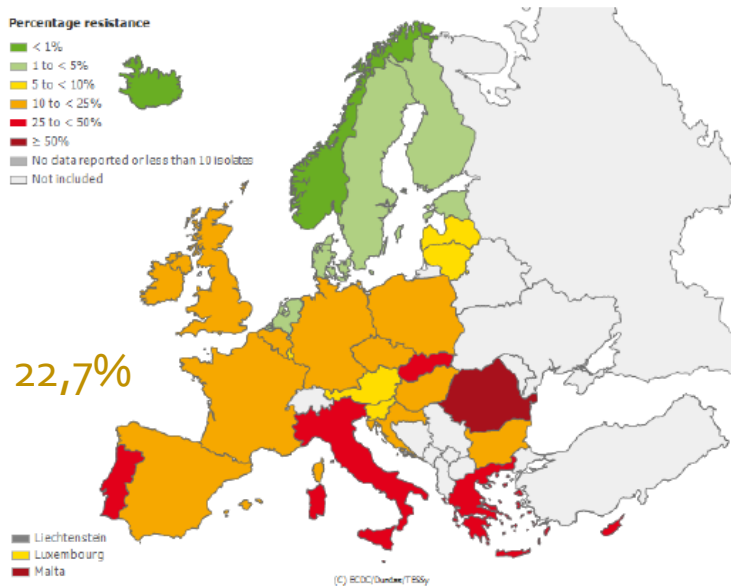 Percentage resistance
< 1%
1 to < 5%
5 to < 10%
10 to < 25%
25 to < 50%
≥ 50%
No data reported or less than 10 isolates
Not included
22,7%
Liechtenstein
Luxembourg
Malta
(C) ECDC/Dundas/TESSy